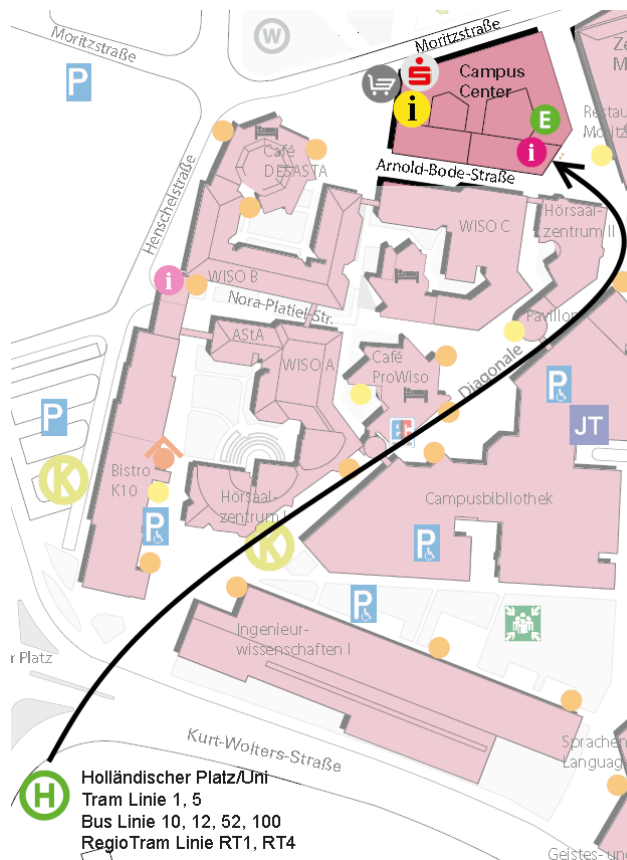 Moritzstraße
W
Moritzstraße
P
S
i
Campus
Center
E
i
Ze
M
Restau
Moritz
Arnold-Bode-Straße
Café
DESASTA
Henschelstraße
Hörsaal-
zentrum II
WISO C
i
WISO B
Nora-Platiel-Str.
Pavillon
AStA
WISO A
Café
ProWiso
Diagonale
P
P
JT
K
Bistro
K10
Hörsaal-
zentrum I
Campusbibliothek
P
P
K
P
Ingenieur-
wissenschaften I
r Platz
Kurt-Wolters-Straße
Sprachen
Language
H
Holländischer Platz/Uni
Tram Linie 1, 5
Bus Linie 10, 12, 52, 100
RegioTram Linie RT1, RT4
Geistes- un